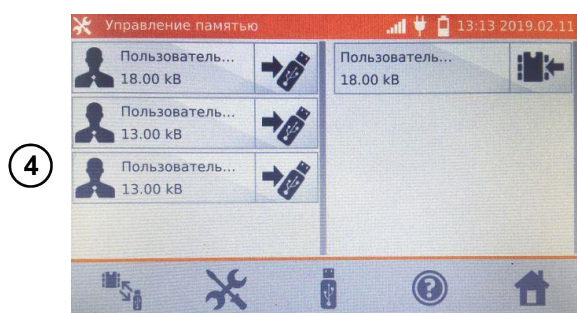 Управление памятью
13:13 2019.02.11
Пользователь...
18.00 kB
Пользователь...
18.00 kB
Пользователь...
13.00 kB
4
Пользователь...
13.00 kB
?